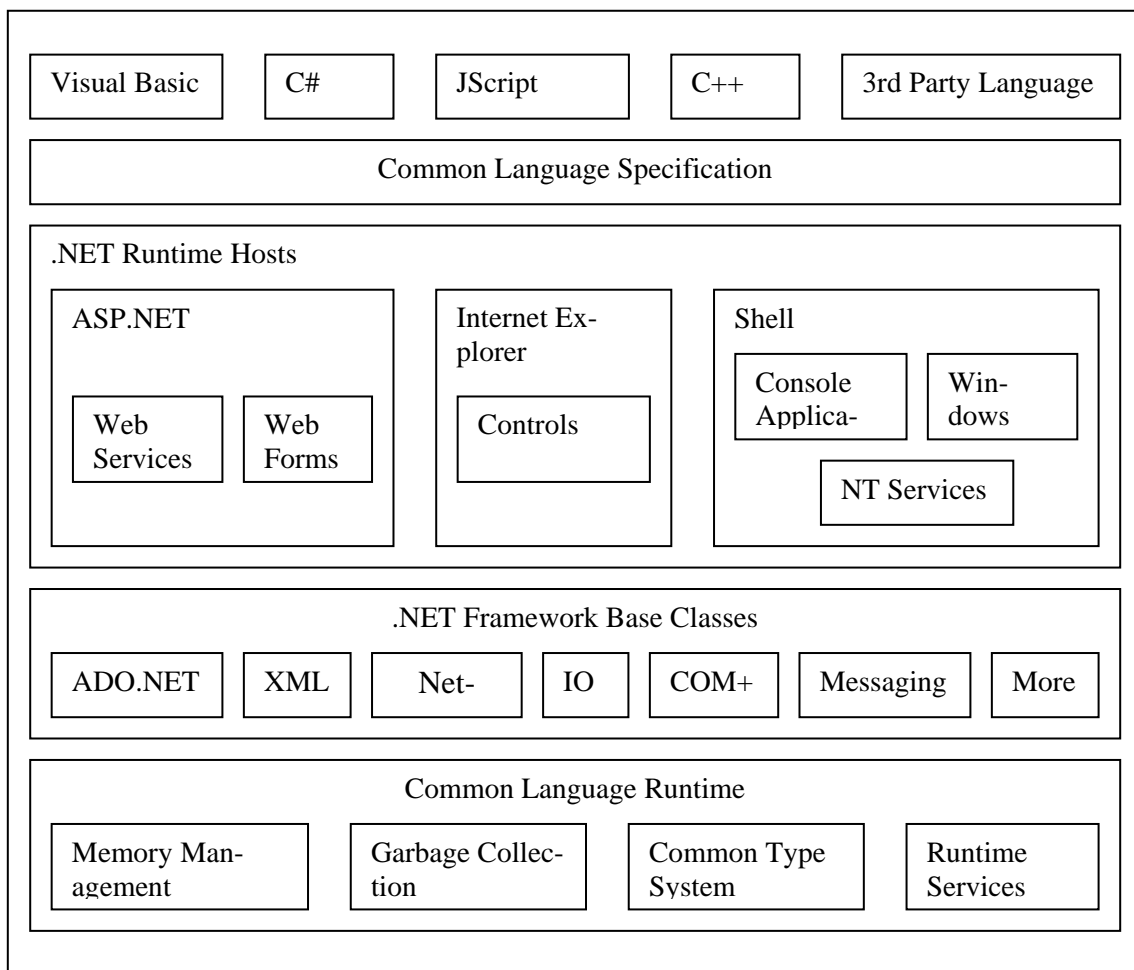 Visual Basic
C#
JScript
C++
3rd Party Language
Common Language Specification
.NET Runtime Hosts
ASP.NET
Web
Services
Web
Forms
Internet Ex-
plorer
Controls
Shell
Console
Applica-
Win-
dows
NT Services
.NET Framework Base Classes
ADO.NET
XML
Net-
IO
COM+
Messaging
More
Common Language Runtime
Memory Man-
agement
Garbage Collec-
tion
Common Type
System
Runtime
Services